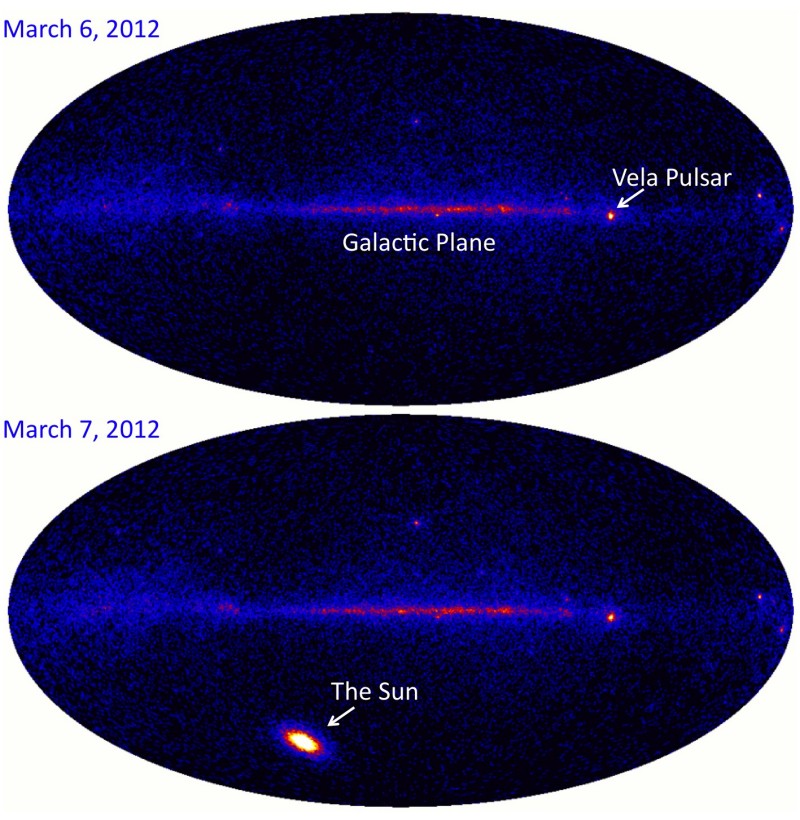 March 6, 2012
Vela Pulsar
Galactic Plane
March 7, 2012
The Sun